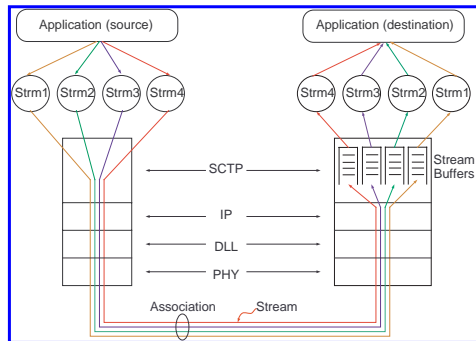 Application (source)
Application (destination)
Strm1
Strm2
Strm3
Strm4
Strm4
Strm3
Strm2
Strm1
SCTP
Stream
Buffers
IP
DLL
PHY
Association
Stream